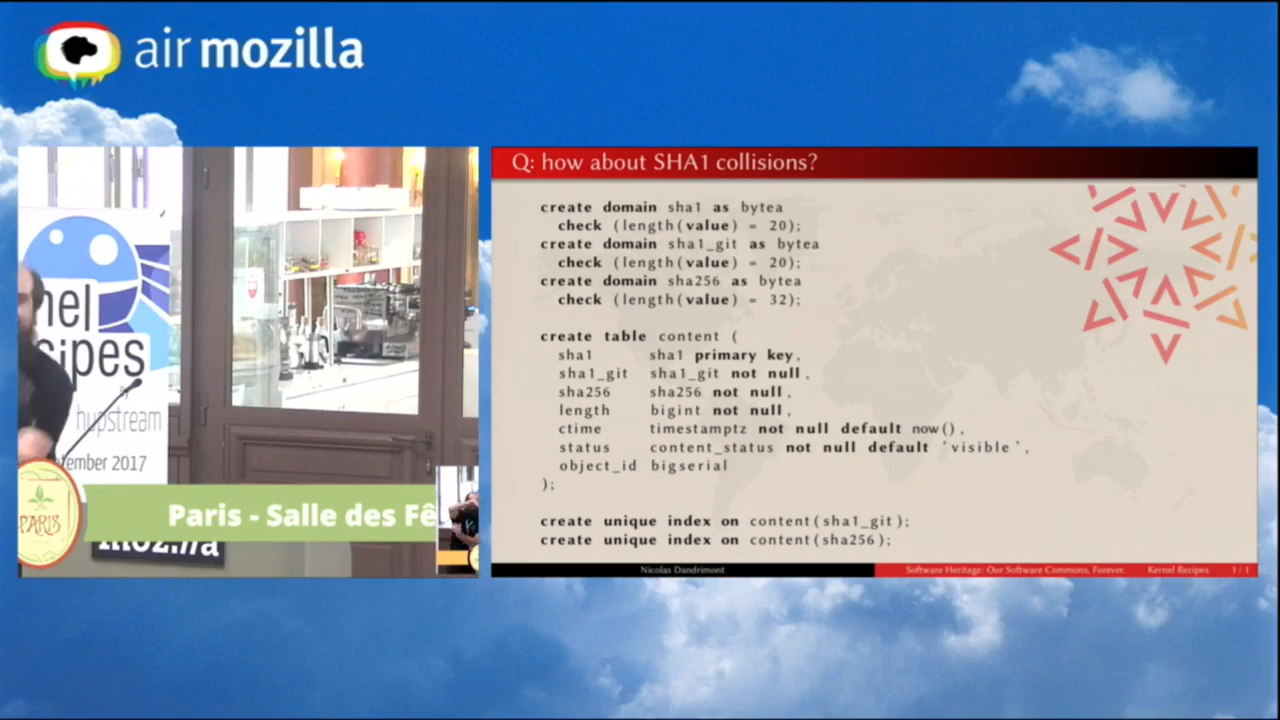 air mozilla
nel
cipes
hupstream
tember 2017
PARIS
Paris - Salle des Fê
moz://a
Q: how about SHA1 collisions?
create domain sha1 as bytea
check (length(value) = 20);
create domain sha1_git as bytea
check (length(value) = 20);
create domain sha256 as bytea
check (length(value) = 32);
create table content (
sha1 sha1 primary key,
sha1_git sha1_git not null,
sha256 sha256 not null,
length bigint not null,
ctime timestamptz not null default now(),
status content_status not null default 'visible',
object_id bigserial
);
create unique index on content(sha1_git);
create unique index on content(sha256);
Nicolas Dandrimont
Software Heritage: Our Software Commons, Forever.
Kernel Recipes
1 / 1